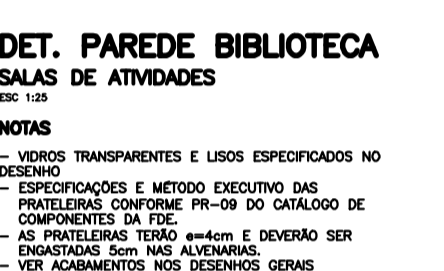 DET. PAREDE BIBLIOTECA
SALAS DE ATIVIDADES
ESC 1:25
NOTAS
– VIDROS TRANSPARENTES E LISOS ESPECIFICADOS NO
DESENHO
– ESPECIFICAÇÕES E MÉTODO EXECUTIVO DAS
PRATELEIRAS CONFORME PR–09 DO CATÁLOGO DE
COMPONENTES DA FDE.
– AS PRATELEIRAS TERÃO e=4cm E DEVERÃO SER
ENGASTADAS 5cm NAS ALVENARIAS.
– VER ACABAMENTOS NOS DESENHOS GERAIS